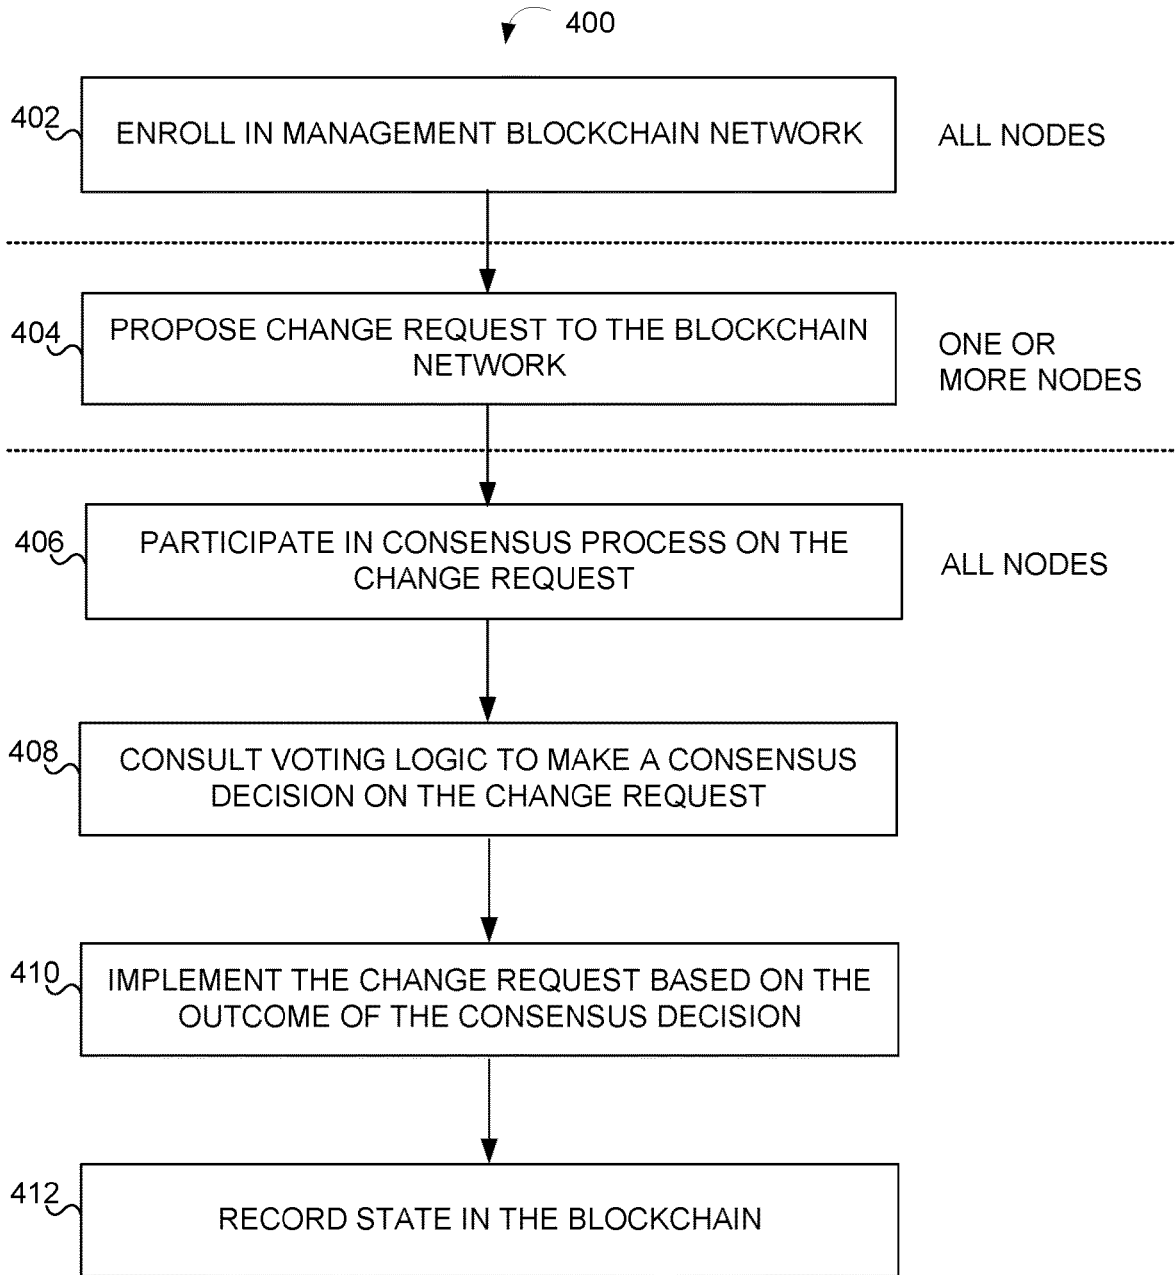 400
402
ENROLL IN MANAGEMENT BLOCKCHAIN NETWORK
ALL NODES
404
PROPOSE CHANGE REQUEST TO THE BLOCKCHAIN
NETWORK
ONE OR
MORE NODES
406
PARTICIPATE IN CONSENSUS PROCESS ON THE
CHANGE REQUEST
ALL NODES
408
CONSULT VOTING LOGIC TO MAKE A CONSENSUS
DECISION ON THE CHANGE REQUEST
410
IMPLEMENT THE CHANGE REQUEST BASED ON THE
OUTCOME OF THE CONSENSUS DECISION
412
RECORD STATE IN THE BLOCKCHAIN